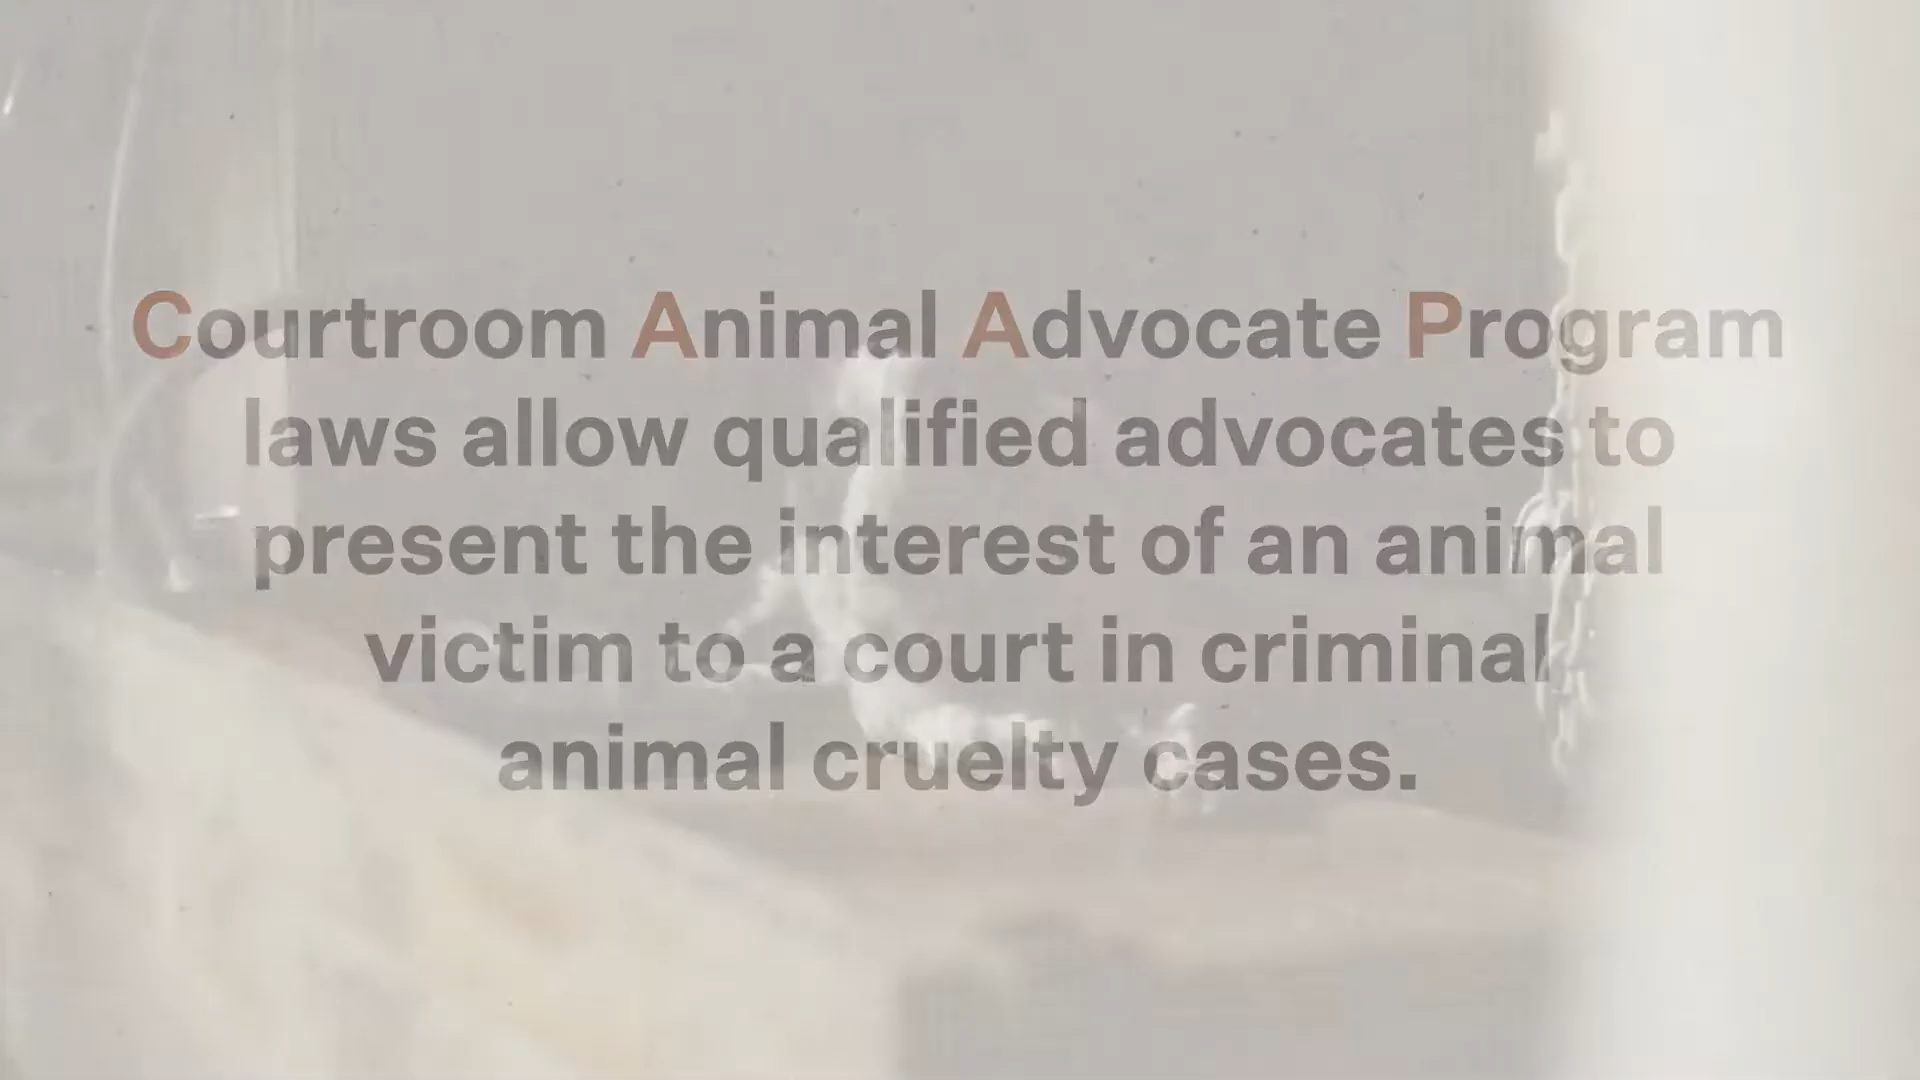 Courtroom Animal Advocate Program
laws allow qualified advocates to
present the interest of an animal
victim to a court in criminal
animal cruelty cases.